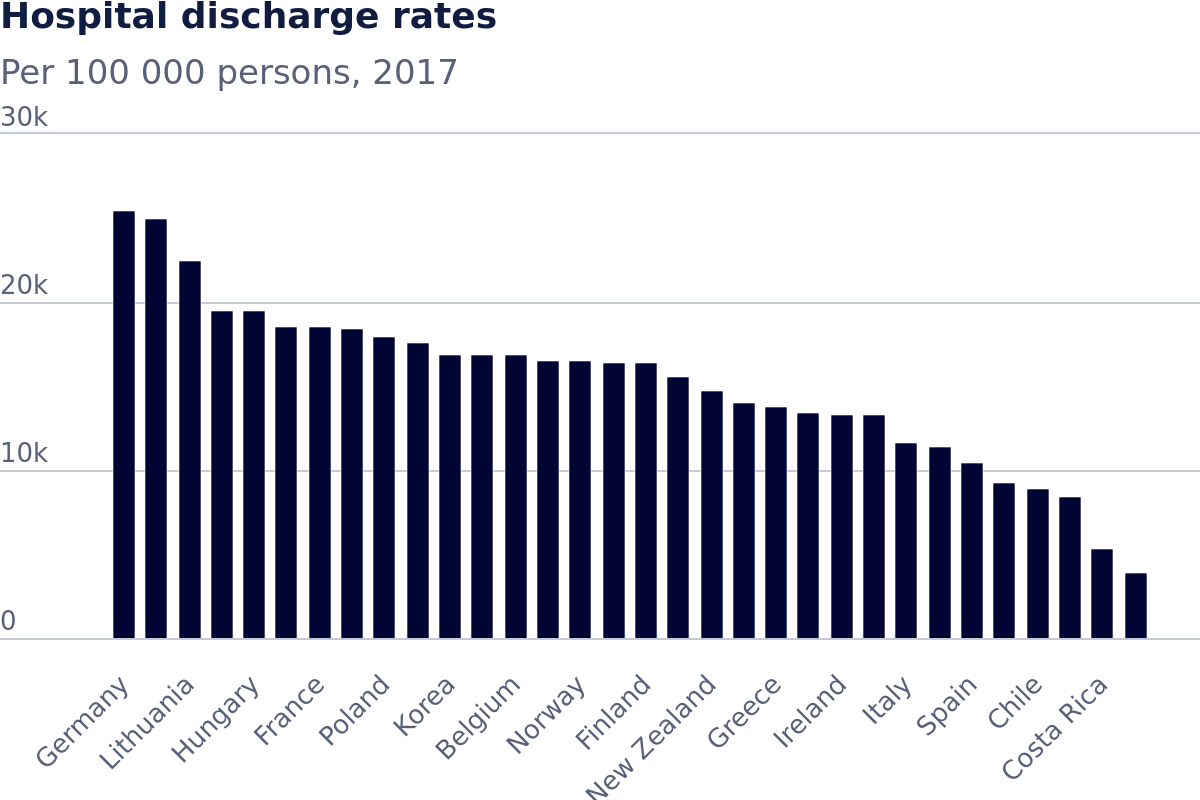 Hospital discharge rates
Per 100 000 persons, 2017
30k
20k
10k
0
Germany
Lithuania
Hungary
France
Poland
Korea
Belgium
Norway
Finland
New Zealand
Greece
Ireland
Italy
Spain
Chile
Costa Rica